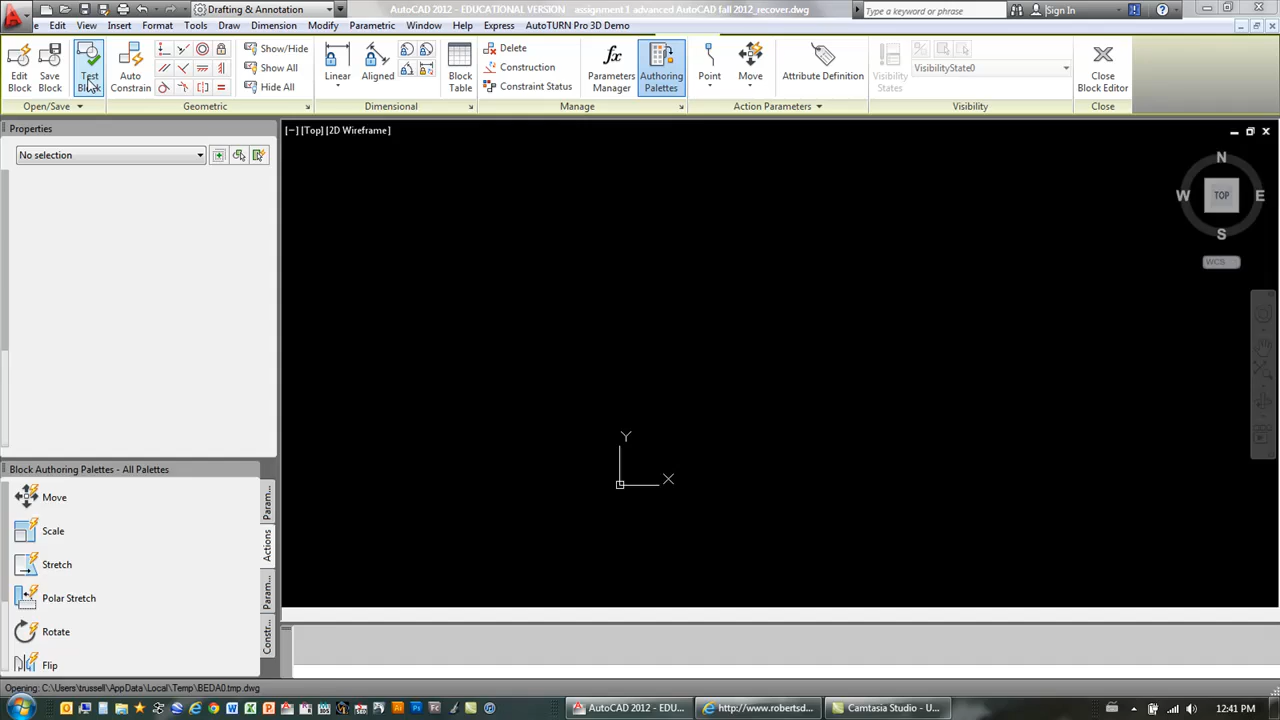 Drafting & Annotation
AutoCAD 2012 - EDUCATIONAL VERSION assignment 1 advanced AutoCAD fall 2012_recover.dwg
Type a keyword or phrase
Sign In
Edit View Insert Format Tools Draw Dimension Modify Parametric Window Help Express AutoTURN Pro 3D Demo
Edit Block
Save Block
Test Block
Auto Constrain
Show/Hide
Show All
Hide All
Linear
Aligned
Block Table
Delete
Construction
Constraint Status
Parameters Manager
Authoring Palettes
Point
Move
Attribute Definition
Visibility States
VisibilityState0
Close Block Editor
Open/Save
Geometric
Dimensional
Manage
Action Parameters
Visibility
Close
Properties
No selection
[−] [Top] [2D Wireframe]
N
W
TOP
E
S
WCS
Y
X
Block Authoring Palettes - All Palettes
Move
Scale
Stretch
Polar Stretch
Rotate
Flip
Param...
Actions
Param...
Constr...
Opening: C:\Users\trussell\AppData\Local\Temp\BEDA0.tmp.dwg
AutoCAD 2012 - EDU...
http://www.robertsd...
Camtasia Studio - U...
12:41 PM